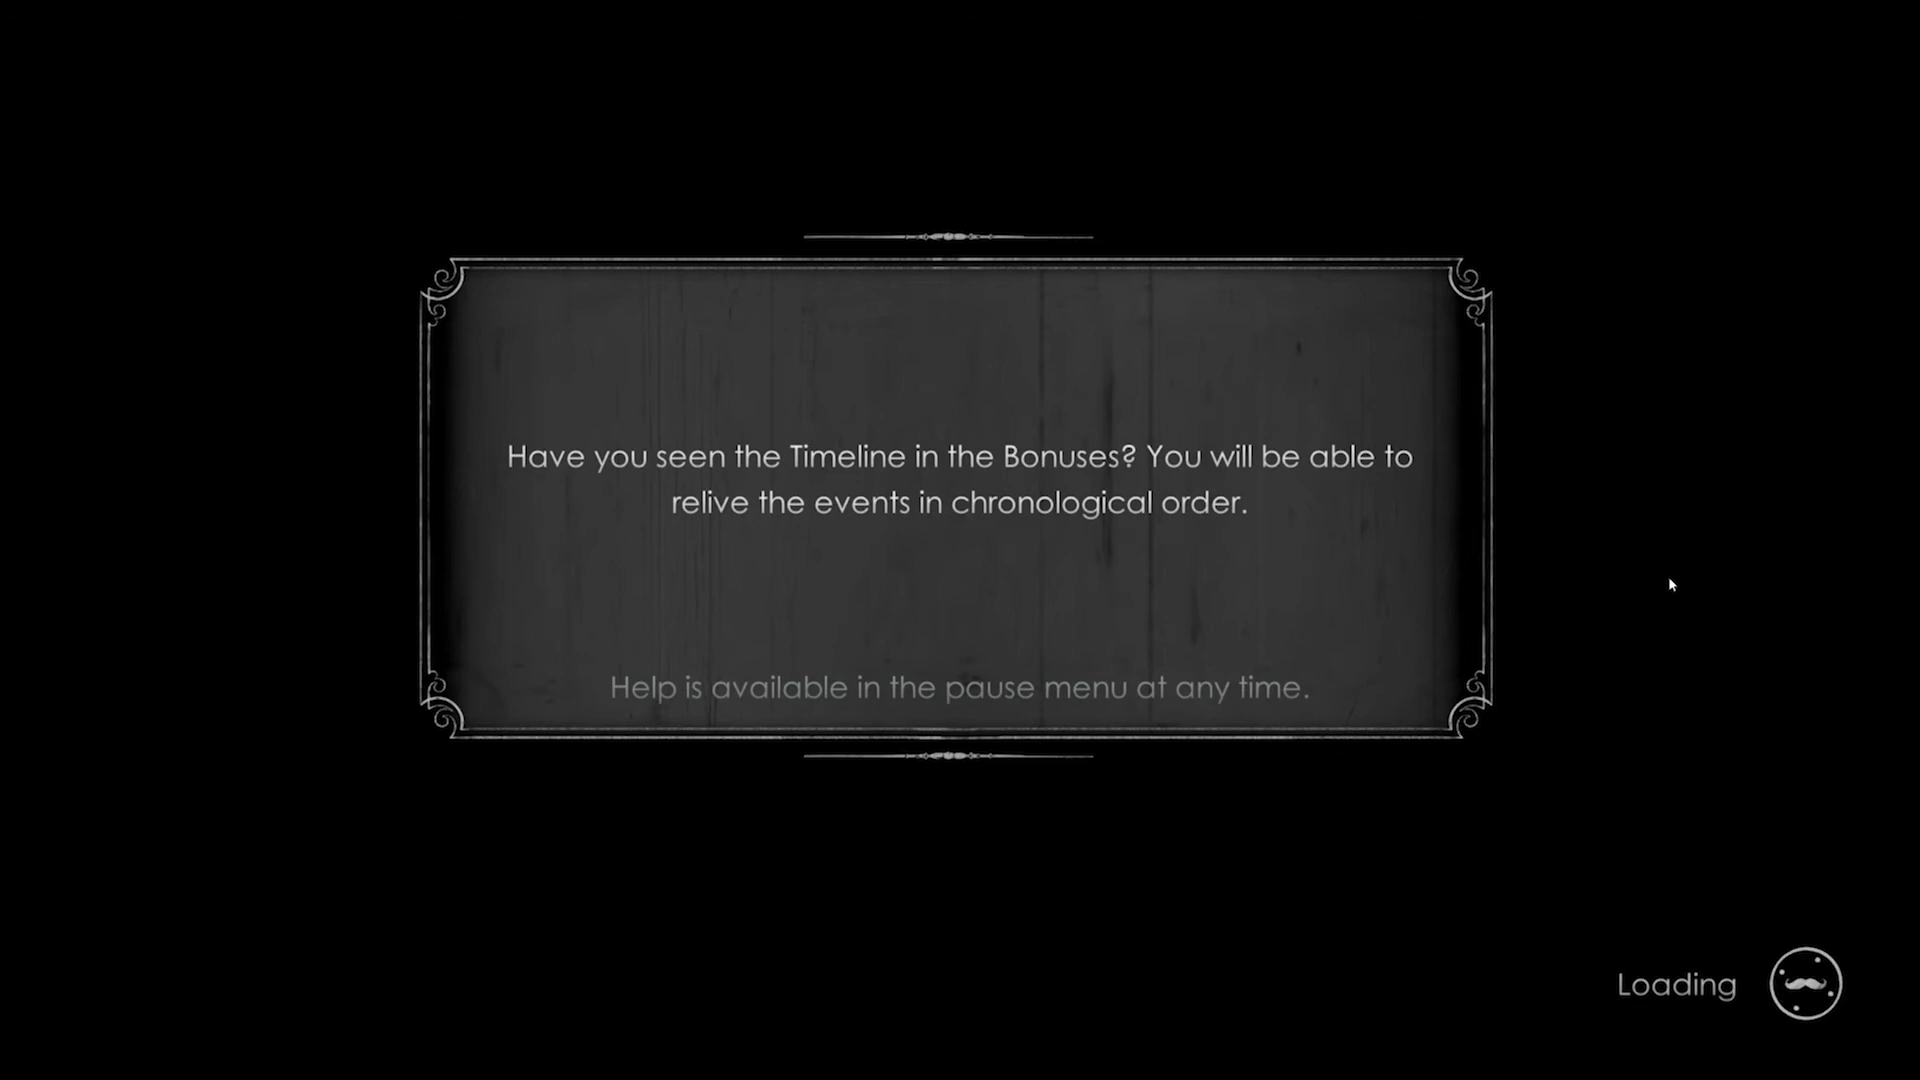 Have you seen the Timeline in the Bonuses? You will be able to
relive the events in chronological order.
Help is available in the pause menu at any time.
Loading